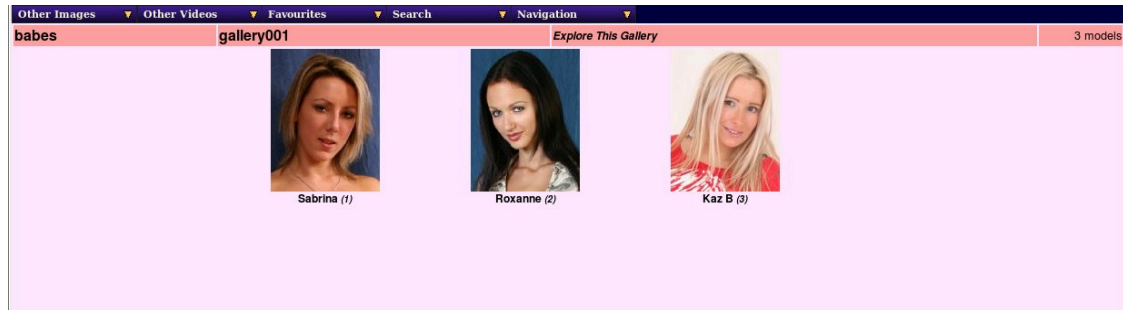 Other Images ▼ Other Videos ▼ Favourites ▼ Search ▼ Navigation ▼
babes gallery001 Explore This Gallery 3 models
Sabrina (1) Roxanne (2) Kaz B (3)